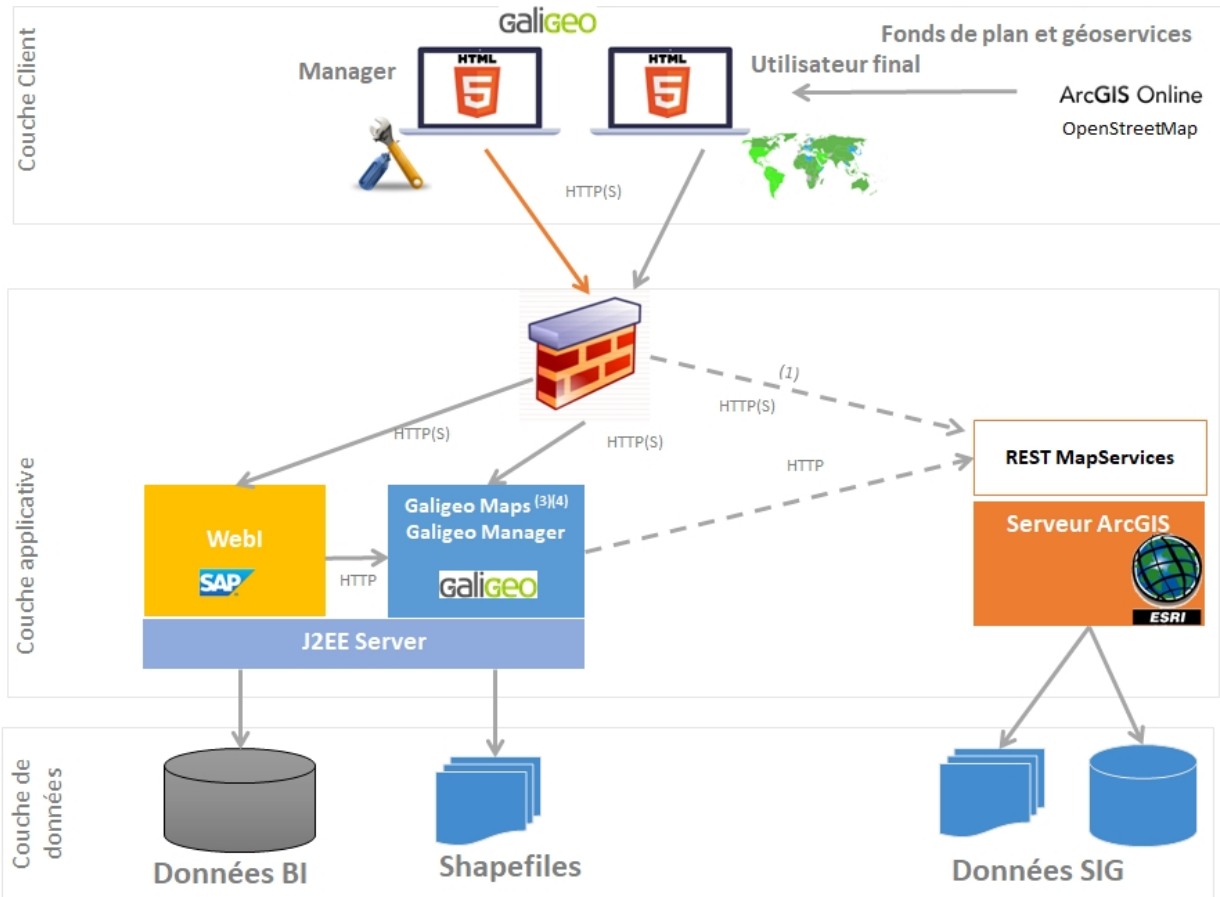 Couche Client
Galigeo
Manager
HTML
5
HTML
5
Utilisateur final
Fonds de plan et géoservices
ArcGIS Online
OpenStreetMap
HTTP(S)
Couche applicative
(1)
HTTP(S)
HTTP(S)
HTTP(S)
HTTP
REST MapServices
WebI
SAP
HTTP
Galigeo Maps (3)(4)
Galigeo Manager
Galigeo
Serveur ArcGIS
ESRI
J2EE Server
Couche de
données
Données BI
Shapefiles
Données SIG